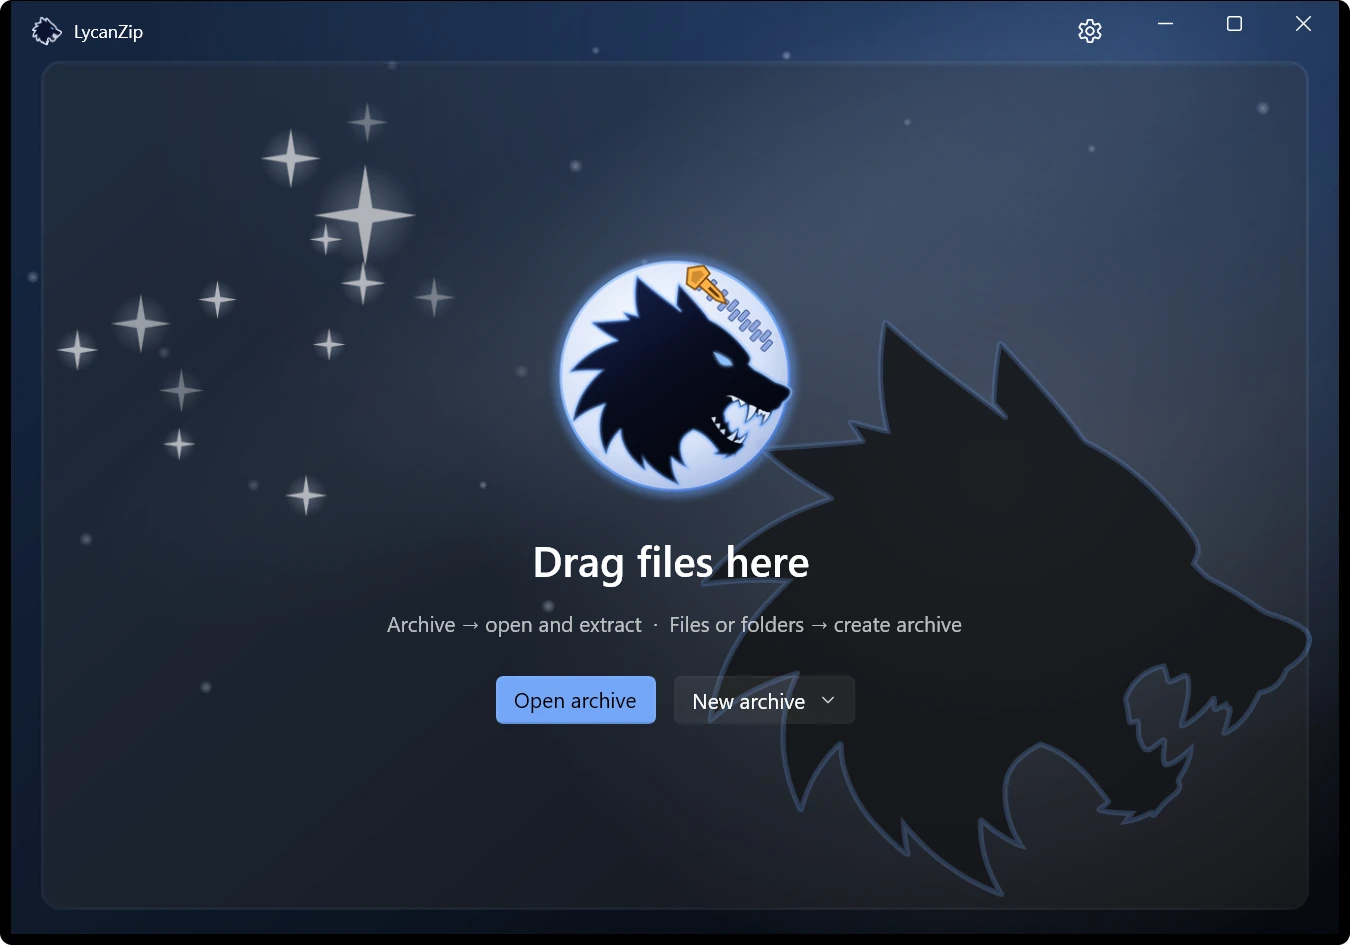 LycanZip
Drag files here
Archive → open and extract · Files or folders → create archive
Open archive
New archive